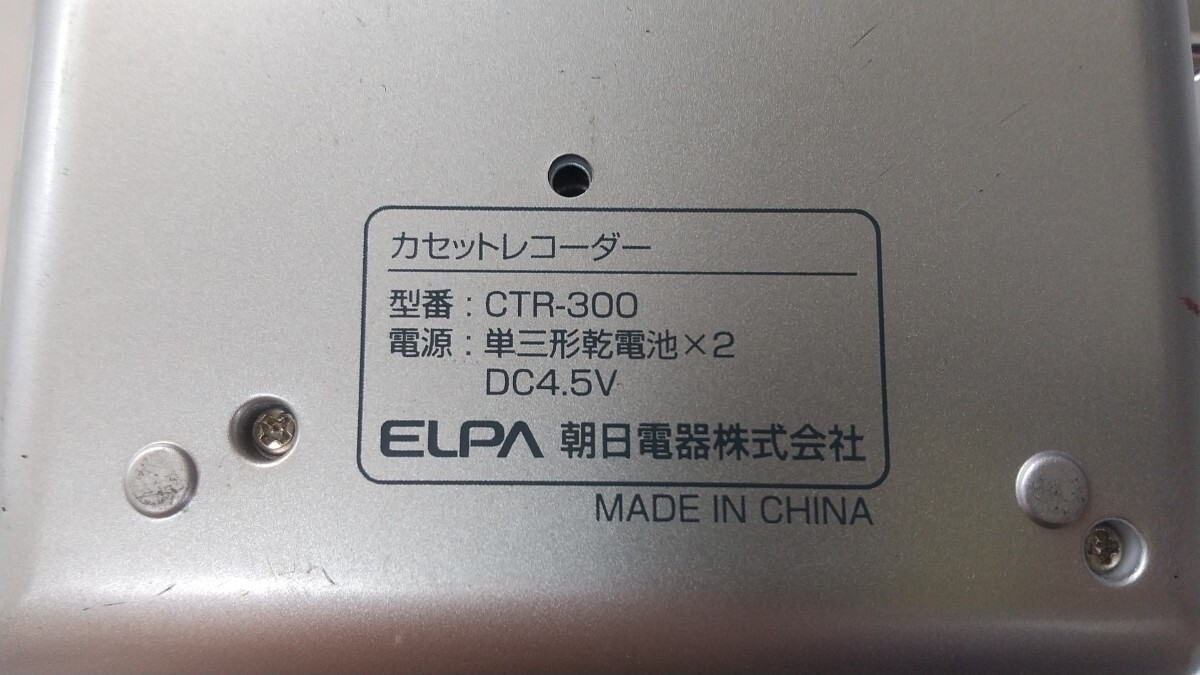 カセットレコーダー
型番：CTR-300
電源：単三形乾電池×2
DC4.5V
ELPA 朝日電器株式会社
MADE IN CHINA